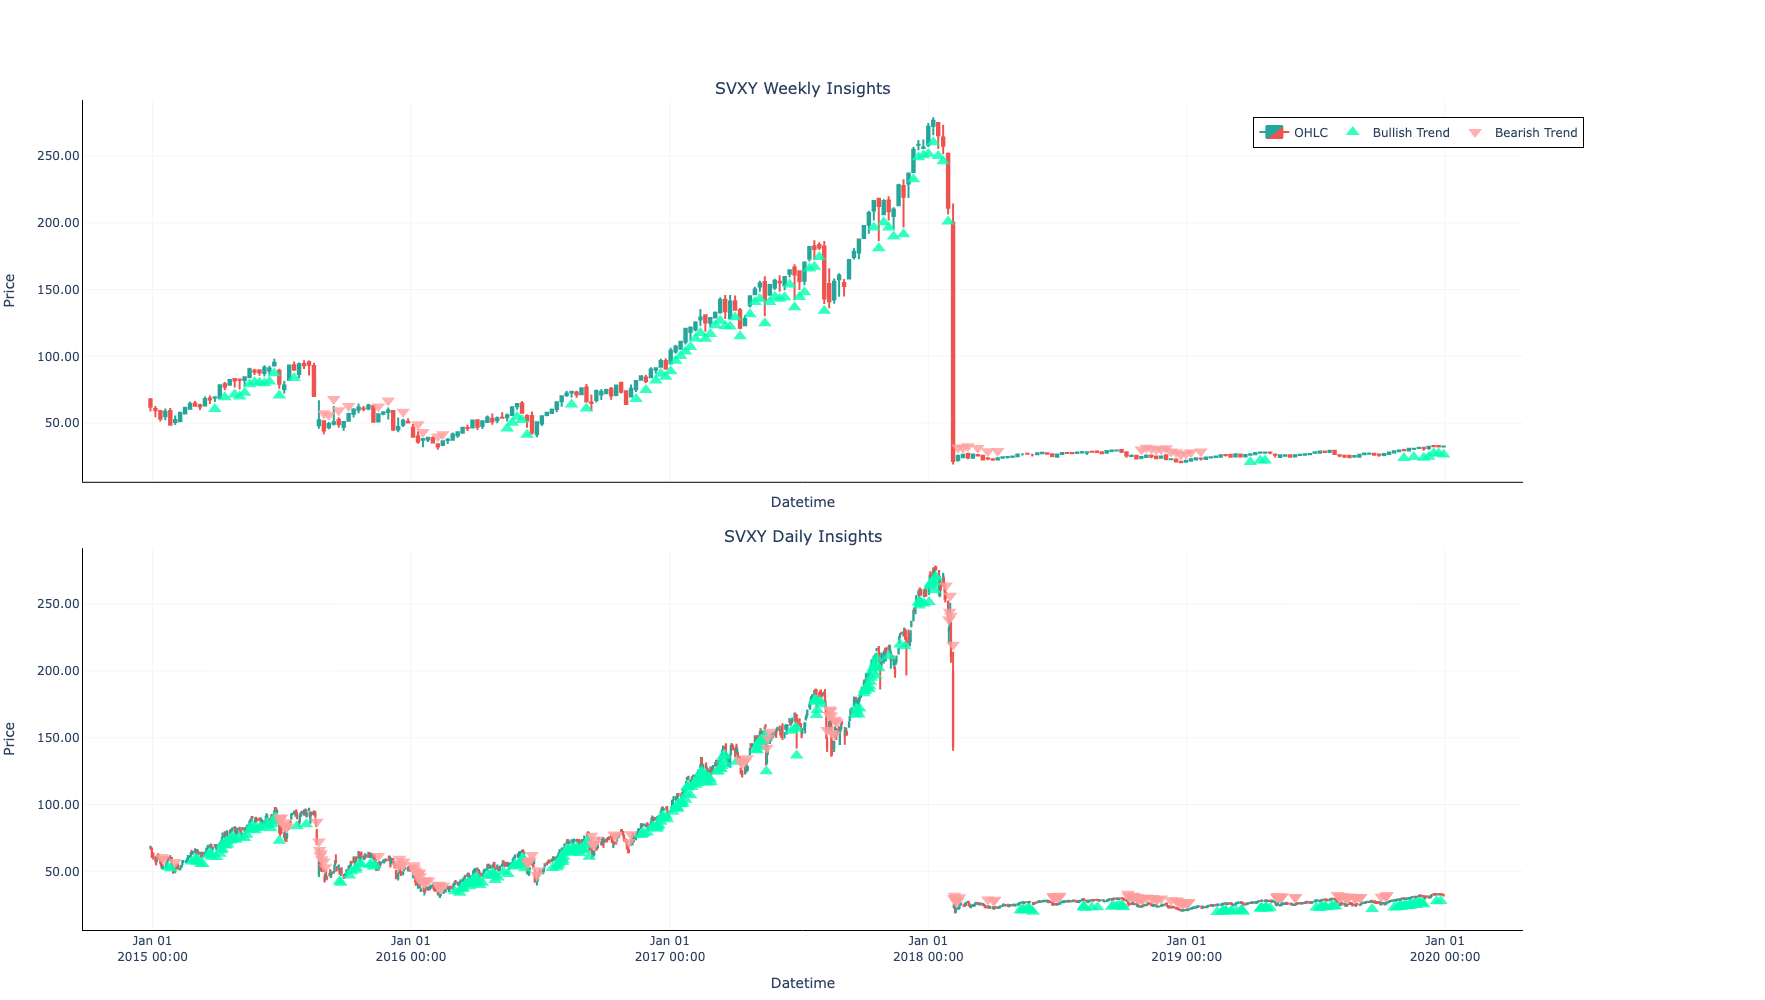 SVXY Weekly Insights
OHLC Bullish Trend Bearish Trend
250.00
200.00
150.00
100.00
50.00
Price
Datetime
SVXY Daily Insights
250.00
200.00
150.00
100.00
50.00
Price
Jan 01 Jan 01 Jan 01 Jan 01 Jan 01 Jan 01
2015 00:00 2016 00:00 2017 00:00 2018 00:00 2019 00:00 2020 00:00
Datetime